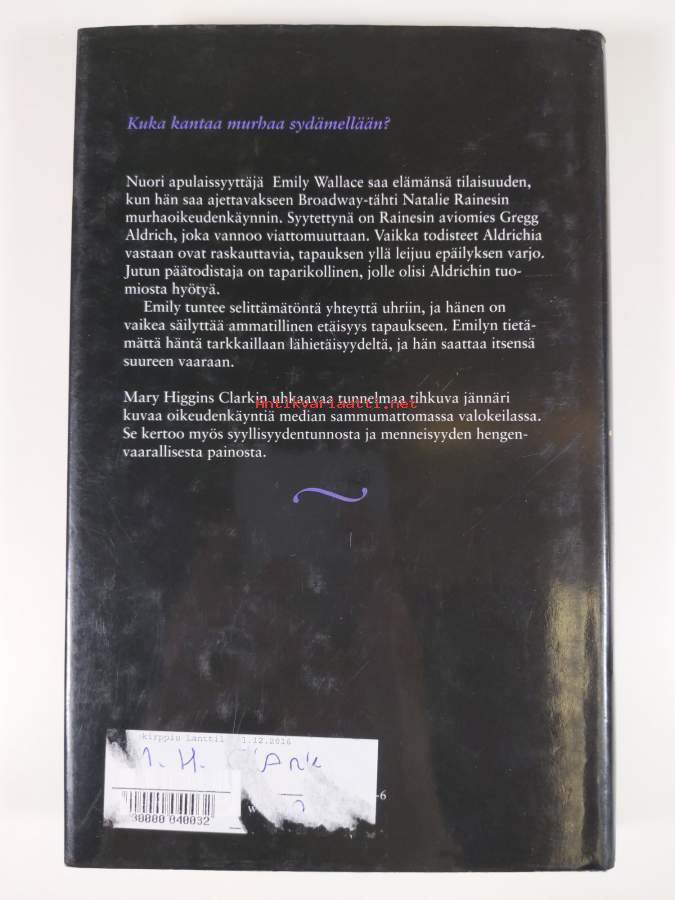 Kuka kantaa murhaa sydämellään?
Nuori apulaissyyttäjä Emily Wallace saa elämänsä tilaisuuden,
kun hän saa ajettavakseen Broadway-tähti Natalie Rainesin
murhaoikeudenkäynnin. Syytettynä on Rainesin aviomies Gregg
Aldrich, joka vannoo viattomuuttaan. Vaikka todisteet Aldrichia
vastaan ovat raskauttavia, tapauksen yllä leijuu epäilyksen varjo.
Jutun päätodistaja on taparikollinen, jolle olisi Aldrichin tuo-
miosta hyötyä.
Emily tuntee selittämätöntä yhteyttä uhriin, ja hänen on
vaikea säilyttää ammatillinen etäisyys tapaukseen. Emilyn tietä-
mättä häntä tarkkaillaan lähietäisyydeltä, ja hän saattaa itsensä
suureen vaaraan.
Mary Higgins Clarkin uhkaavaa tunnelmaa tihkuva jännäri
Antikvariaatti.net
kuvaa oikeudenkäyntiä median sammumattomassa valokeilassa.
Se kertoo myös syyllisyydentunnosta ja menneisyyden hengen-
vaarallisesta painosta.
kirppis Lanttil 1.12.2016
M. H.
-6
w
30000 040032